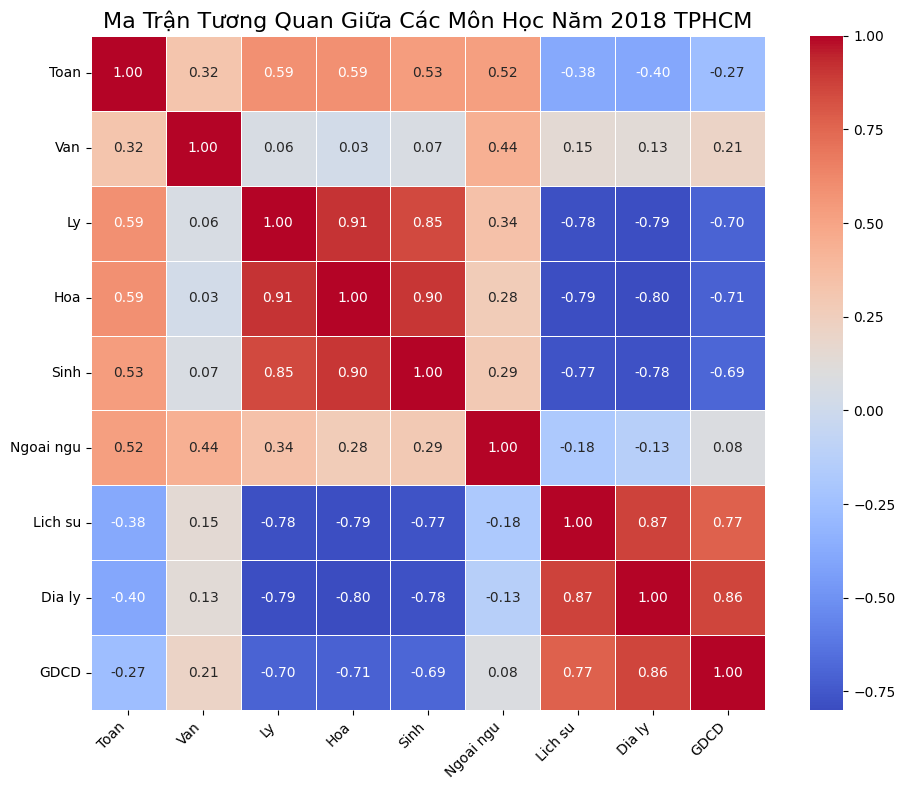 Ma Trận Tương Quan Giữa Các Môn Học Năm 2018 TPHCM
Toan 1.00 0.32 0.59 0.59 0.53 0.52 -0.38 -0.40 -0.27
Van 0.32 1.00 0.06 0.03 0.07 0.44 0.15 0.13 0.21
Ly 0.59 0.06 1.00 0.91 0.85 0.34 -0.78 -0.79 -0.70
Hoa 0.59 0.03 0.91 1.00 0.90 0.28 -0.79 -0.80 -0.71
Sinh 0.53 0.07 0.85 0.90 1.00 0.29 -0.77 -0.78 -0.69
Ngoai ngu 0.52 0.44 0.34 0.28 0.29 1.00 -0.18 -0.13 0.08
Lich su -0.38 0.15 -0.78 -0.79 -0.77 -0.18 1.00 0.87 0.77
Dia ly -0.40 0.13 -0.79 -0.80 -0.78 -0.13 0.87 1.00 0.86
GDCD -0.27 0.21 -0.70 -0.71 -0.69 0.08 0.77 0.86 1.00
Toan Van Ly Hoa Sinh Ngoai ngu Lich su Dia ly GDCD
1.00
0.75
0.50
0.25
0.00
−0.25
−0.50
−0.75